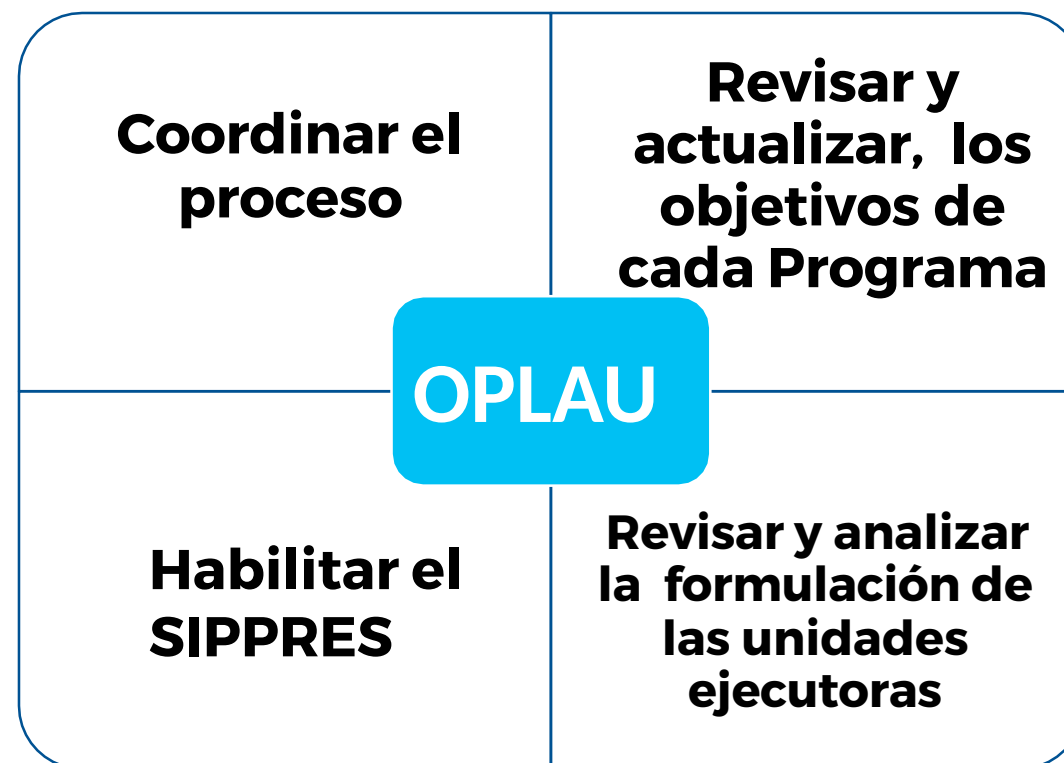 Coordinar el
proceso
Revisar y
actualizar, los
objetivos de
cada Programa
OPLAU
Habilitar el
SIPPRES
Revisar y analizar
la formulación de
las unidades
ejecutoras